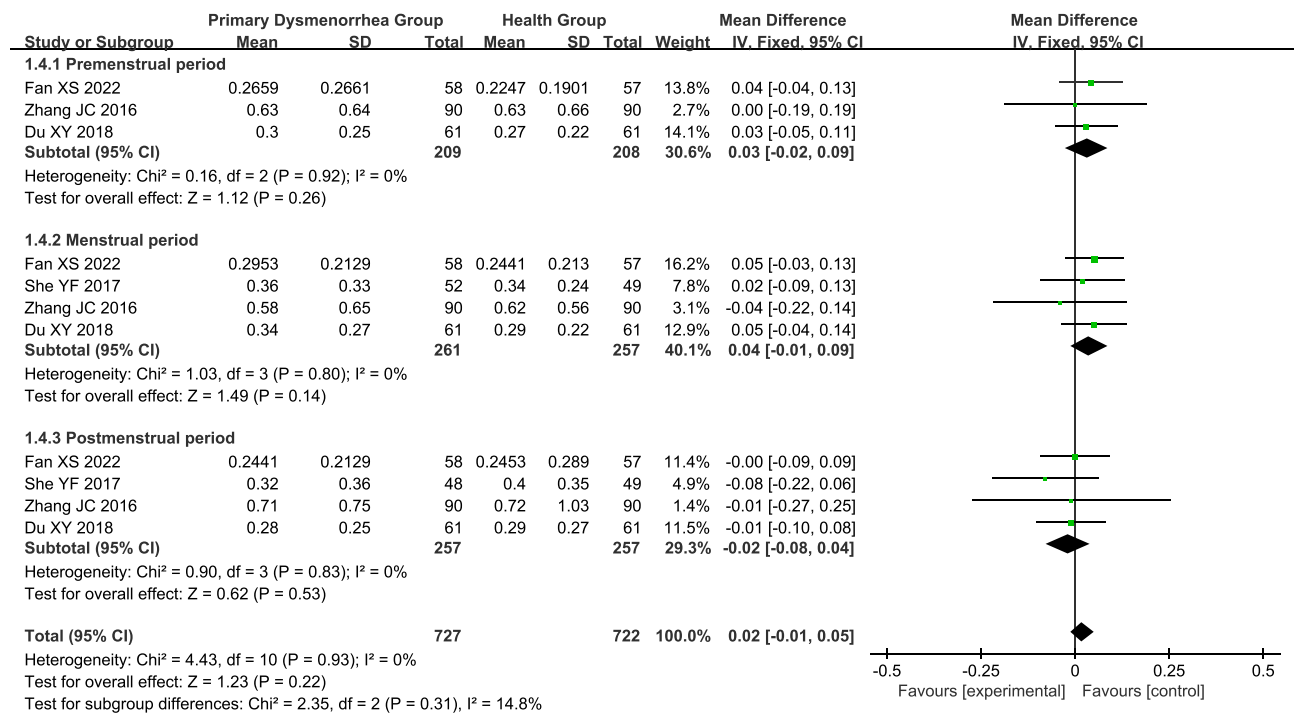 Primary Dysmenorrhea Group Health Group Mean Difference Mean Difference
Study or Subgroup Mean SD Total Mean SD Total Weight IV. Fixed. 95% CI IV. Fixed. 95% CI
1.4.1 Premenstrual period
Fan XS 2022 0.2659 0.2661 58 0.2247 0.1901 57 13.8% 0.04 [-0.04, 0.13]
Zhang JC 2016 0.63 0.64 90 0.63 0.66 90 2.7% 0.00 [-0.19, 0.19]
Du XY 2018 0.3 0.25 61 0.27 0.22 61 14.1% 0.03 [-0.05, 0.11]
Subtotal (95% CI) 209 208 30.6% 0.03 [-0.02, 0.09]
Heterogeneity: Chi² = 0.16, df = 2 (P = 0.92); I² = 0%
Test for overall effect: Z = 1.12 (P = 0.26)
1.4.2 Menstrual period
Fan XS 2022 0.2953 0.2129 58 0.2441 0.213 57 16.2% 0.05 [-0.03, 0.13]
She YF 2017 0.36 0.33 52 0.34 0.24 49 7.8% 0.02 [-0.09, 0.13]
Zhang JC 2016 0.58 0.65 90 0.62 0.56 90 3.1% -0.04 [-0.22, 0.14]
Du XY 2018 0.34 0.27 61 0.29 0.22 61 12.9% 0.05 [-0.04, 0.14]
Subtotal (95% CI) 261 257 40.1% 0.04 [-0.01, 0.09]
Heterogeneity: Chi² = 1.03, df = 3 (P = 0.80); I² = 0%
Test for overall effect: Z = 1.49 (P = 0.14)
1.4.3 Postmenstrual period
Fan XS 2022 0.2441 0.2129 58 0.2453 0.289 57 11.4% -0.00 [-0.09, 0.09]
She YF 2017 0.32 0.36 48 0.4 0.35 49 4.9% -0.08 [-0.22, 0.06]
Zhang JC 2016 0.71 0.75 90 0.72 1.03 90 1.4% -0.01 [-0.27, 0.25]
Du XY 2018 0.28 0.25 61 0.29 0.27 61 11.5% -0.01 [-0.10, 0.08]
Subtotal (95% CI) 257 257 29.3% -0.02 [-0.08, 0.04]
Heterogeneity: Chi² = 0.90, df = 3 (P = 0.83); I² = 0%
Test for overall effect: Z = 0.62 (P = 0.53)
Total (95% CI) 727 722 100.0% 0.02 [-0.01, 0.05]
Heterogeneity: Chi² = 4.43, df = 10 (P = 0.93); I² = 0%
Test for overall effect: Z = 1.23 (P = 0.22)
Test for subgroup differences: Chi² = 2.35, df = 2 (P = 0.31), I² = 14.8%
-0.5 -0.25 0 0.25 0.5
Favours [experimental] Favours [control]